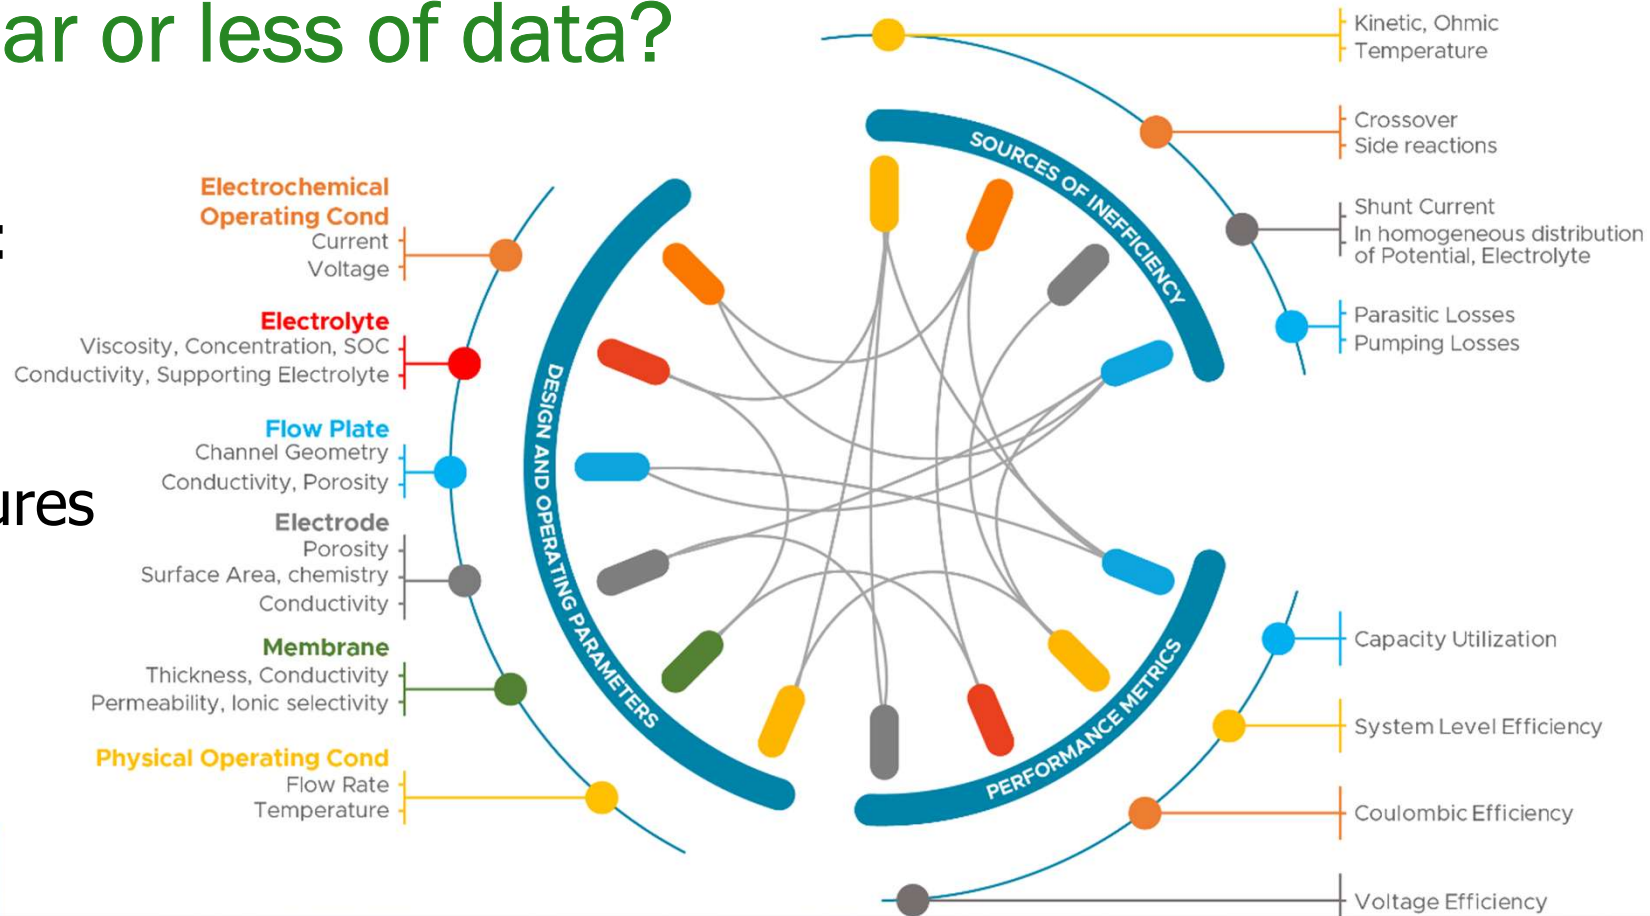 ar or less of data?
:
ures
Electrochemical
Operating Cond
Current
Voltage
Electrolyte
Viscosity, Concentration, SOC
Conductivity, Supporting Electrolyte
Flow Plate
Channel Geometry
Conductivity, Porosity
Electrode
Porosity
Surface Area, chemistry
Conductivity
Membrane
Thickness, Conductivity
Permeability, Ionic selectivity
Physical Operating Cond
Flow Rate
Temperature
DESIGN AND OPERATING PARAMETERS
SOURCES OF INEFFICIENCY
PERFORMANCE METRICS
Kinetic, Ohmic
Temperature
Crossover
Side reactions
Shunt Current
In homogeneous distribution
of Potential, Electrolyte
Parasitic Losses
Pumping Losses
Capacity Utilization
System Level Efficiency
Coulombic Efficiency
Voltage Efficiency